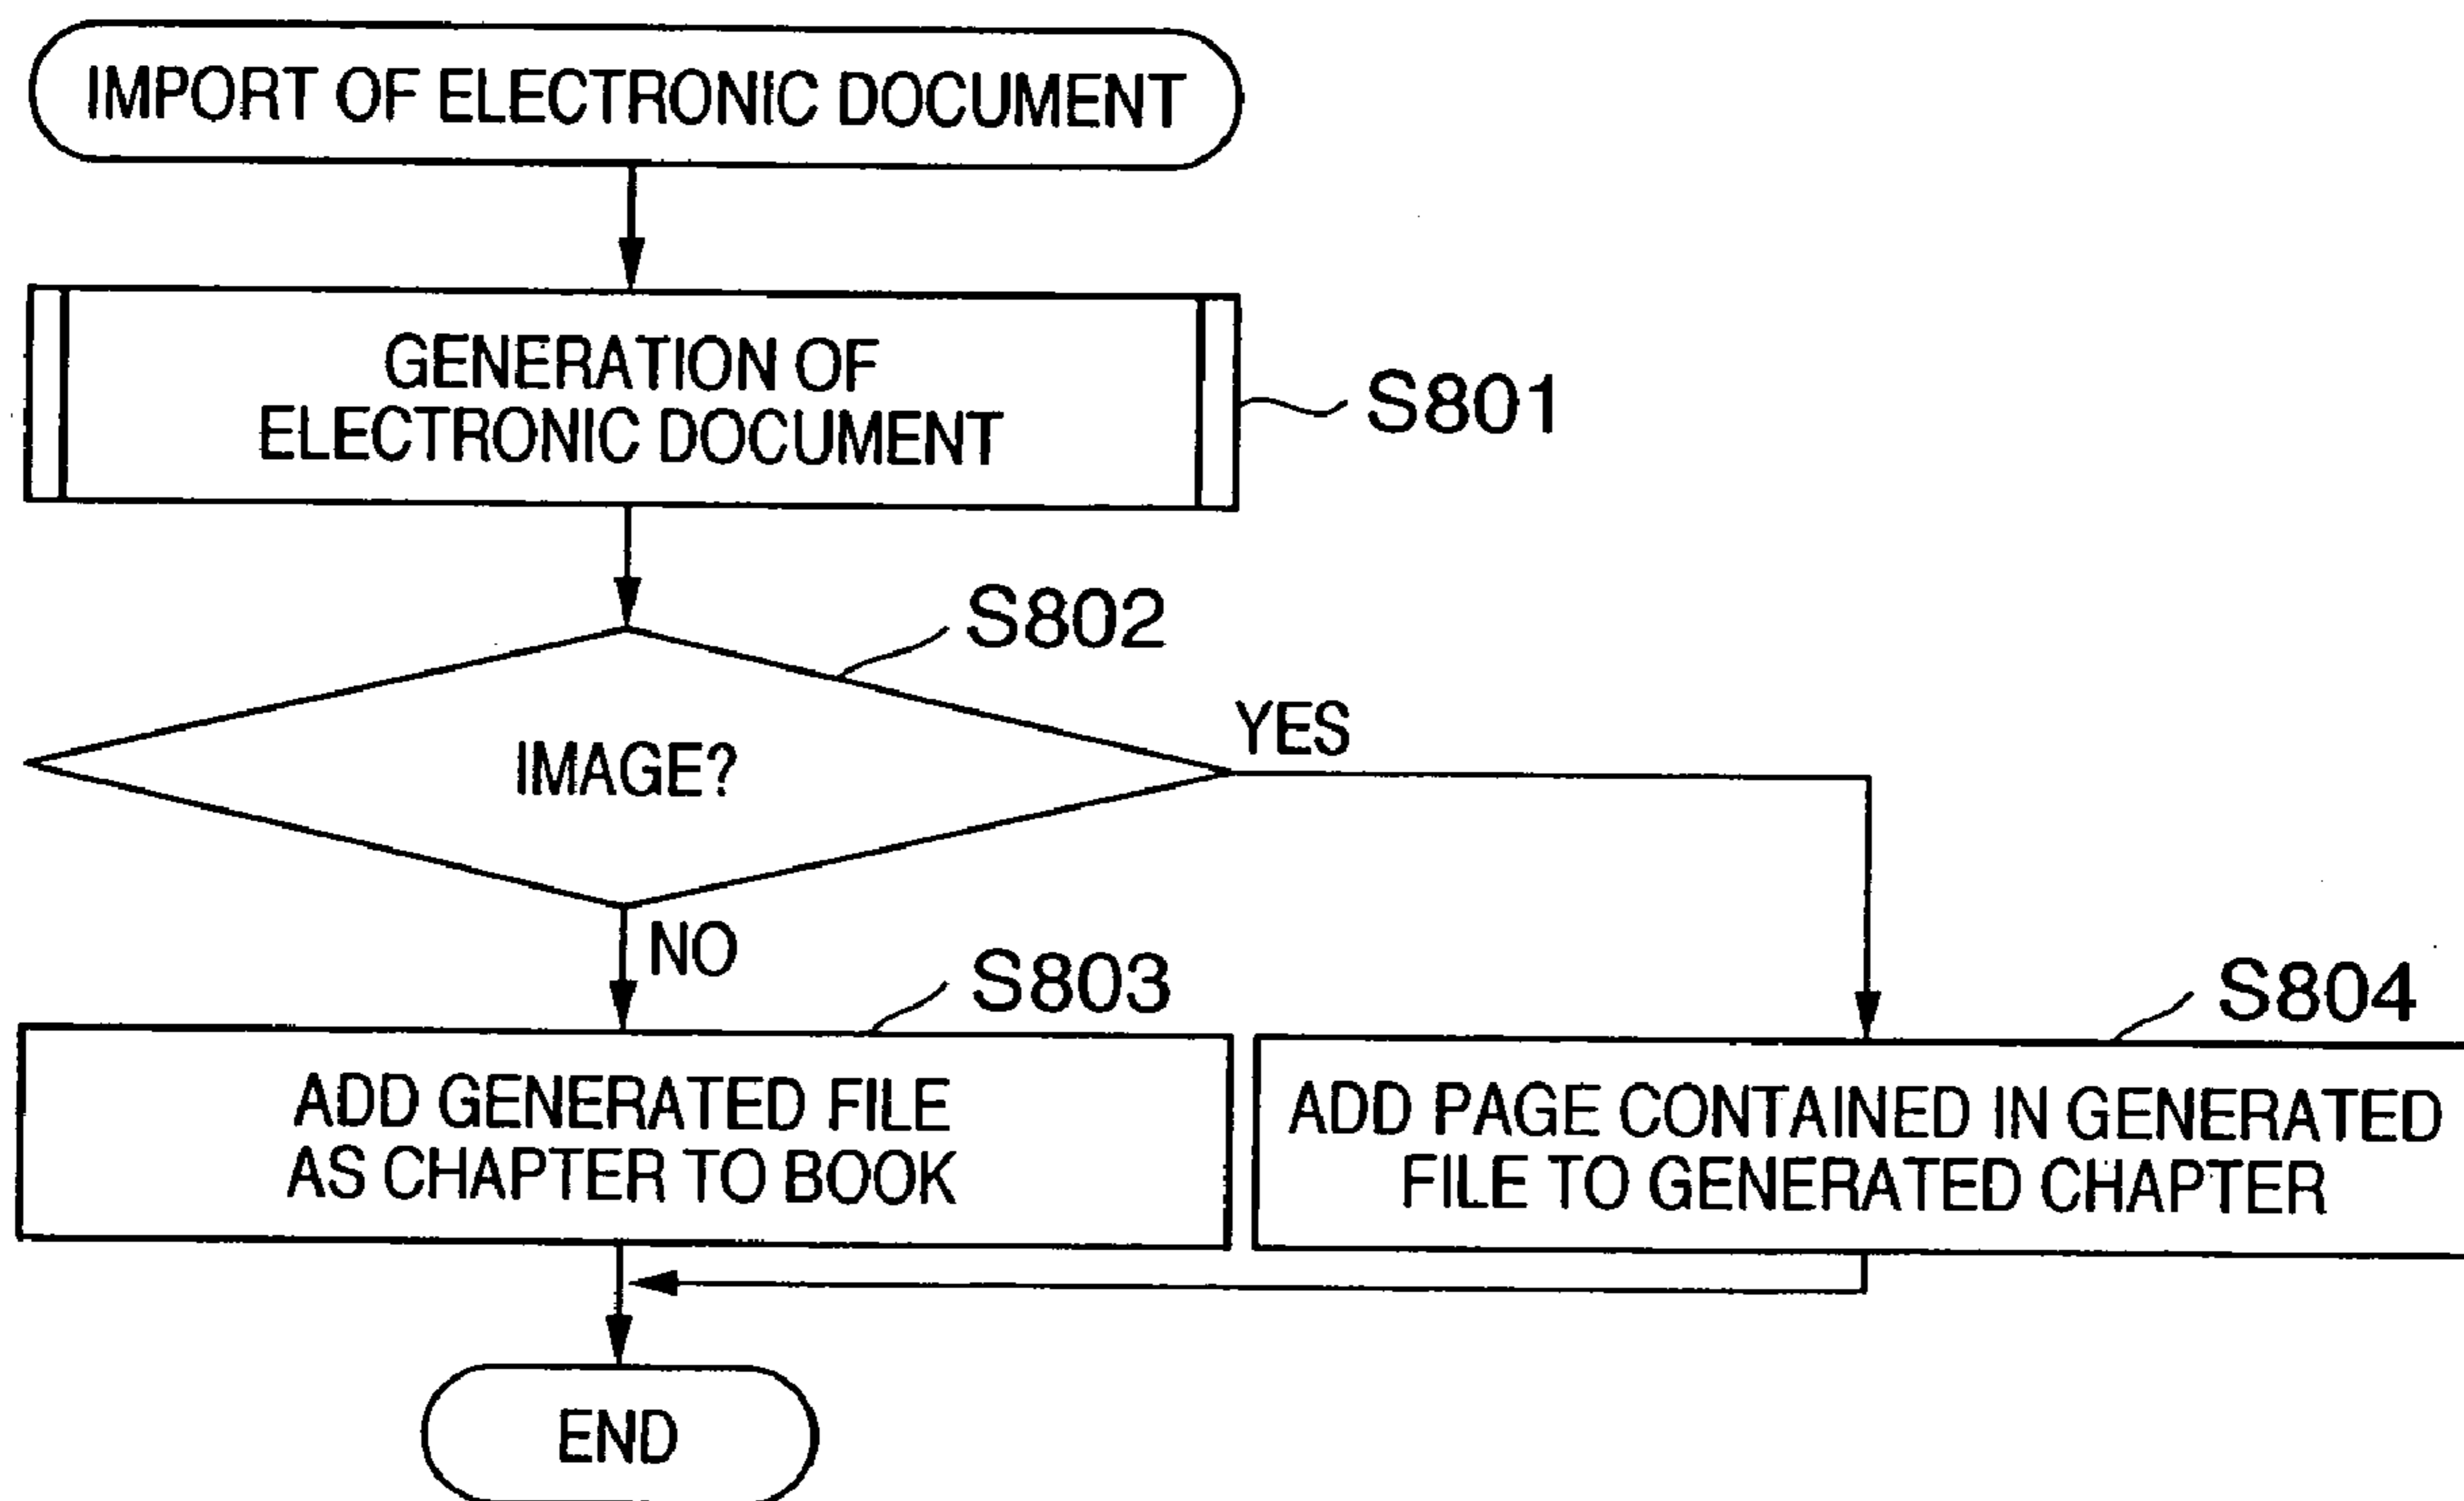 IMPORT OF ELECTRONIC DOCUMENT
GENERATION OF
ELECTRONIC DOCUMENT
S801
S802
IMAGE?
YES
NO
S803
S804
ADD GENERATED FILE
AS CHAPTER TO BOOK
ADD PAGE CONTAINED IN GENERATED
FILE TO GENERATED CHAPTER
END